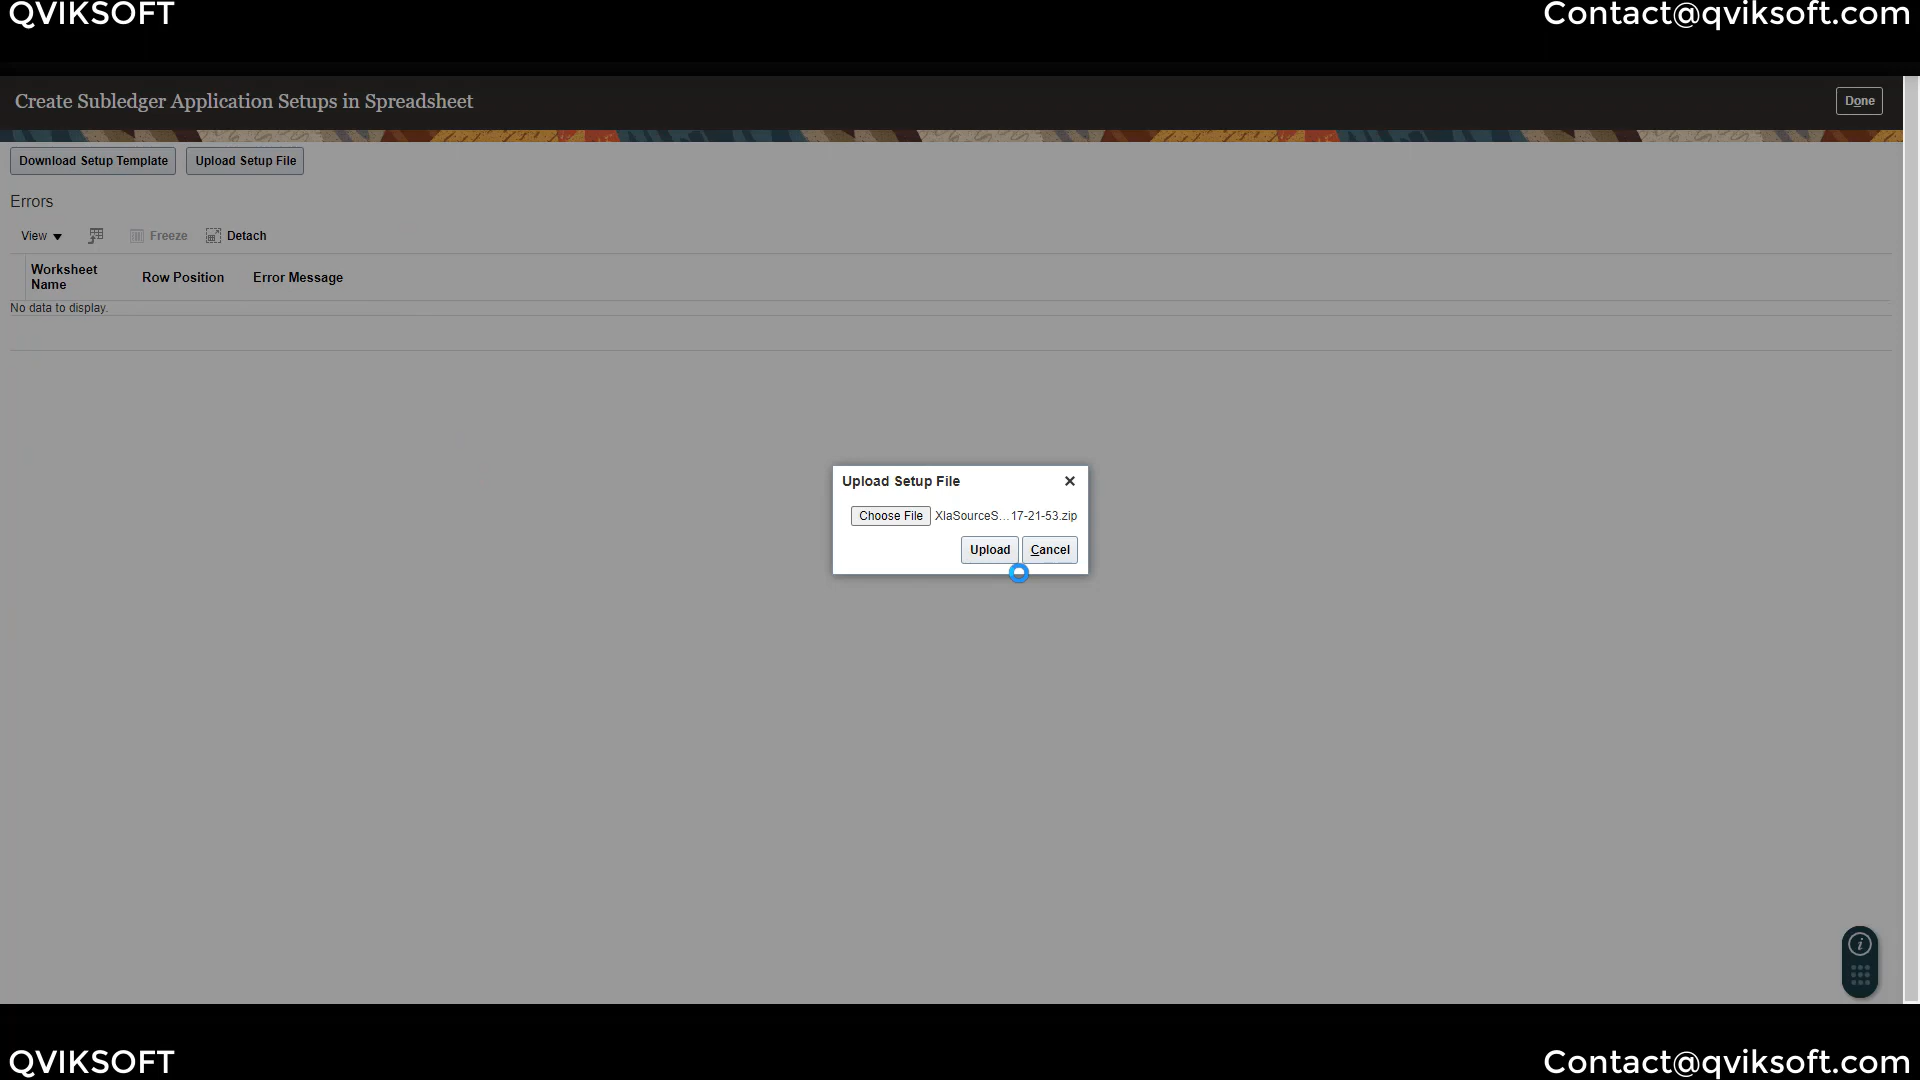 QVIKSOFT
Contact@qviksoft.com
Create Subledger Application Setups in Spreadsheet
Done
Download Setup Template
Upload Setup File
Errors
View
Freeze
Detach
Worksheet
Name
Row Position
Error Message
No data to display.
Upload Setup File
Choose File
XlaSourceS...17-21-53.zip
Upload
Cancel
QVIKSOFT
Contact@qviksoft.com